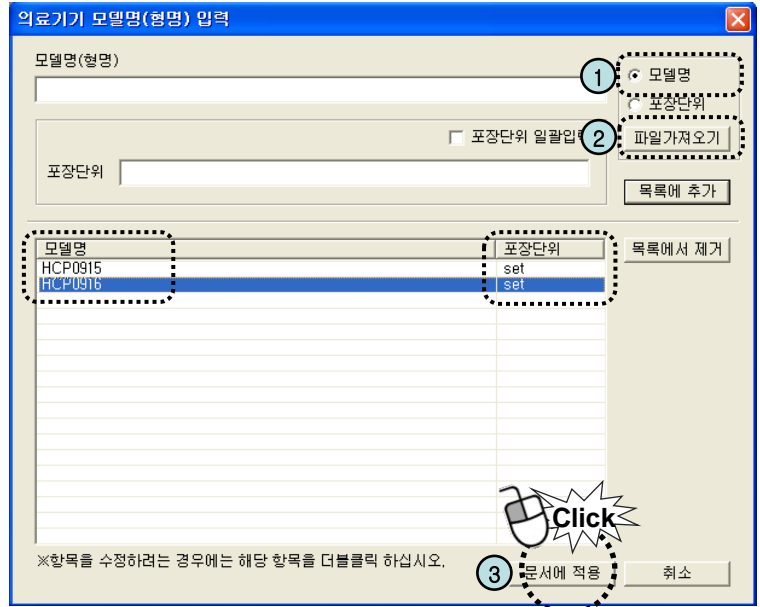 의료기기 모델명(형명) 입력
모델명(형명)
1
모델명
포장단위
포장단위 일괄입
2
파일가져오기
포장단위
목록에 추가
모델명 포장단위
목록에서 제거
HCP0915 set
HCP0916 set
Click
※항목을 수정하려는 경우에는 해당 항목을 더블클릭 하십시오.
3
문서에 적용
취소